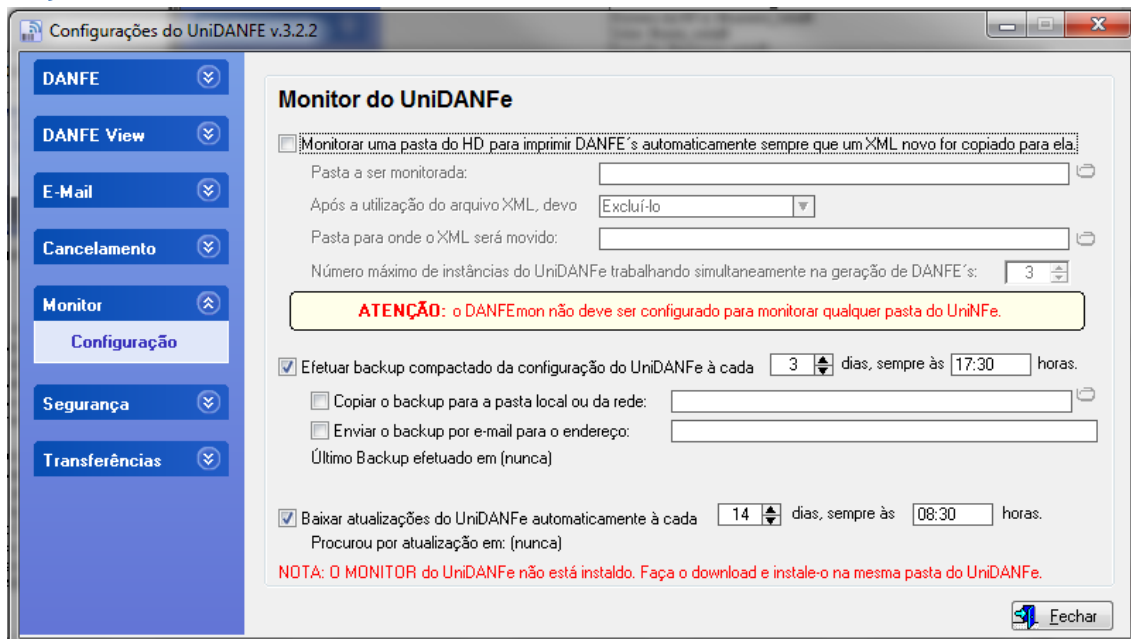 Configurações do UniDANFE v.3.2.2
DANFE
DANFE View
E-Mail
Cancelamento
Monitor
Configuração
Segurança
Transferências
Monitor do UniDANFe
Monitorar uma pasta do HD para imprimir DANFE´s automaticamente sempre que um XML novo for copiado para ela.
Pasta a ser monitorada:
Após a utilização do arquivo XML, devo Excluí-lo
Pasta para onde o XML será movido:
Número máximo de instâncias do UniDANFe trabalhando simultaneamente na geração de DANFE´s: 3
ATENÇÃO: o DANFEmon não deve ser configurado para monitorar qualquer pasta do UniNFe.
Efetuar backup compactado da configuração do UniDANFe à cada 3 dias, sempre às 17:30 horas.
Copiar o backup para a pasta local ou da rede:
Enviar o backup por e-mail para o endereço:
Último Backup efetuado em (nunca)
Baixar atualizações do UniDANFe automaticamente à cada 14 dias, sempre às 08:30 horas.
Procurou por atualização em: (nunca)
NOTA: O MONITOR do UniDANFe não está instaldo. Faça o download e instale-o na mesma pasta do UniDANFe.
Fechar